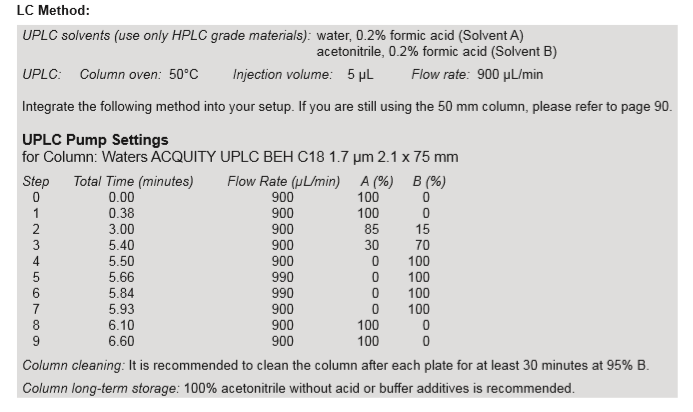 LC Method:
UPLC solvents (use only HPLC grade materials): water, 0.2% formic acid (Solvent A)
acetonitrile, 0.2% formic acid (Solvent B)
UPLC: Column oven: 50°C Injection volume: 5 µL Flow rate: 900 µL/min
Integrate the following method into your setup. If you are still using the 50 mm column, please refer to page 90.
UPLC Pump Settings
for Column: Waters ACQUITY UPLC BEH C18 1.7 µm 2.1 x 75 mm
Step Total Time (minutes) Flow Rate (µL/min) A (%) B (%)
0 0.00 900 100 0
1 0.38 900 100 0
2 3.00 900 85 15
3 5.40 900 30 70
4 5.50 900 0 100
5 5.66 990 0 100
6 5.84 990 0 100
7 5.93 900 0 100
8 6.10 900 100 0
9 6.60 900 100 0
Column cleaning: It is recommended to clean the column after each plate for at least 30 minutes at 95% B.
Column long-term storage: 100% acetonitrile without acid or buffer additives is recommended.